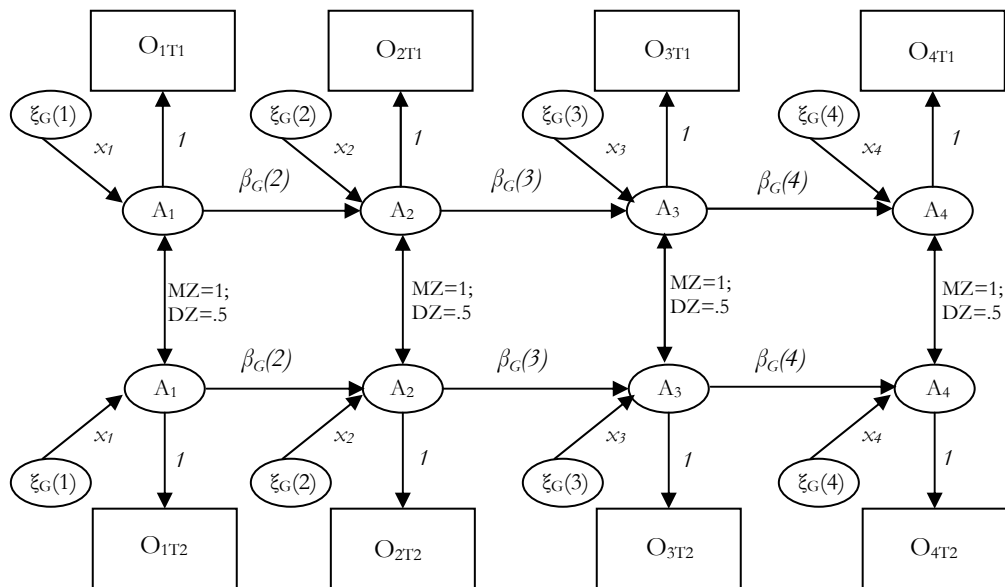 O1T1 O2T1 O3T1 O4T1
ξG(1) ξG(2) ξG(3) ξG(4)
x1 1 x2 1 x3 1 x4 1
βG(2) βG(3) βG(4)
A1 A2 A3 A4
MZ=1; MZ=1; MZ=1; MZ=1;
DZ=.5 DZ=.5 DZ=.5 DZ=.5
βG(2) βG(3) βG(4)
A1 A2 A3 A4
x1 1 x2 1 x3 1 x4 1
ξG(1) ξG(2) ξG(3) ξG(4)
O1T2 O2T2 O3T2 O4T2